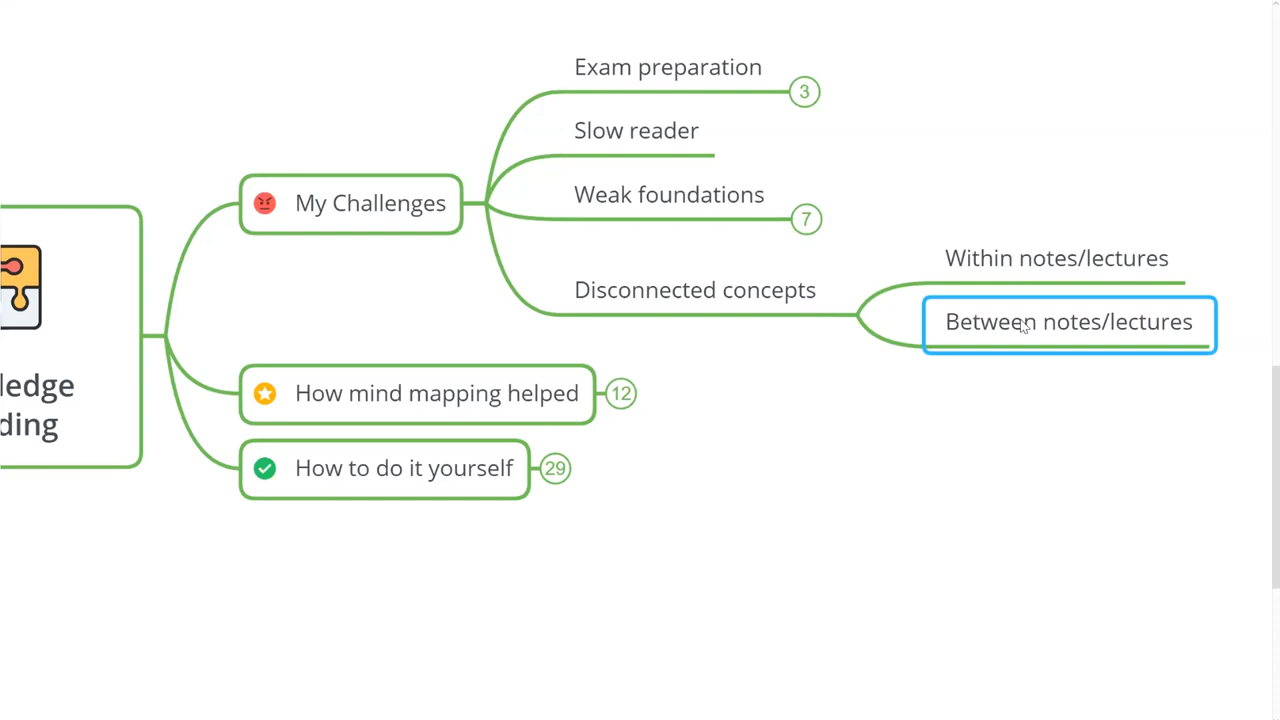 Exam preparation
3
Slow reader
Weak foundations
7
My Challenges
Disconnected concepts
Within notes/lectures
Between notes/lectures
How mind mapping helped
12
How to do it yourself
29
ledge
ding